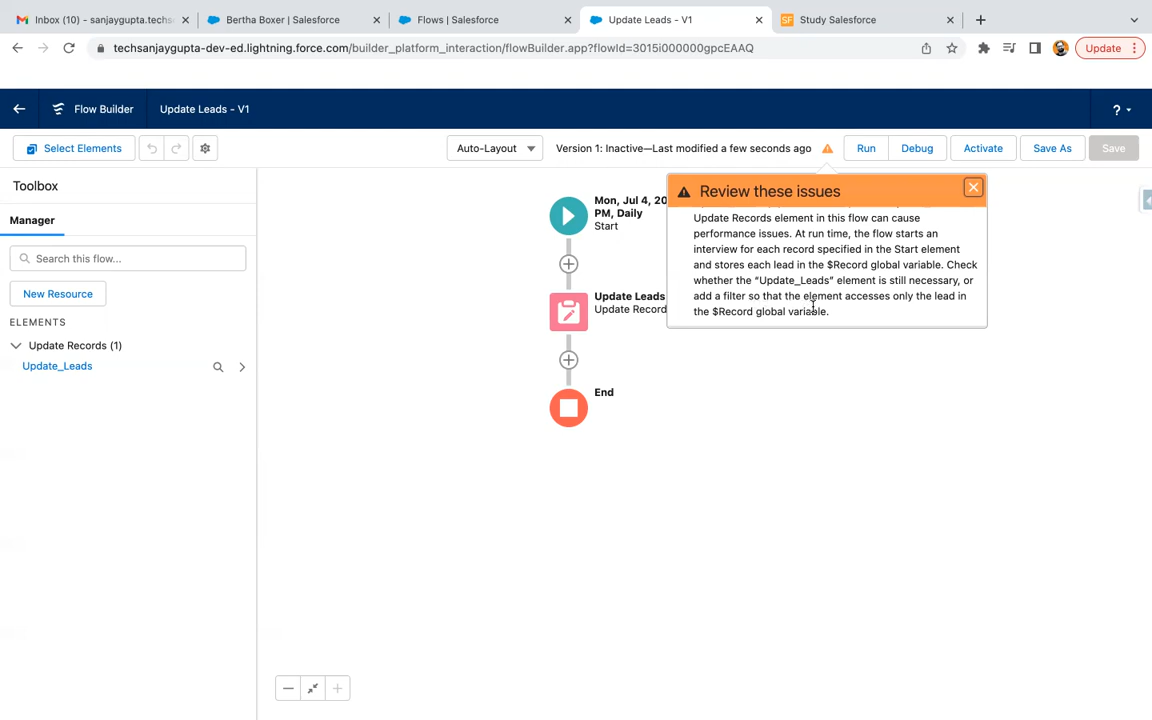 Inbox (10) - sanjaygupta.techs
Bertha Boxer | Salesforce
Flows | Salesforce
Update Leads - V1
SF Study Salesforce
techsanjaygupta-dev-ed.lightning.force.com/builder_platform_interaction/flowBuilder.app?flowId=3015i000000gpcEAAQ
Update
Flow Builder
Update Leads - V1
?
Select Elements
Auto-Layout
Version 1: Inactive—Last modified a few seconds ago
Run
Debug
Activate
Save As
Save
Toolbox
Manager
Search this flow...
New Resource
ELEMENTS
Update Records (1)
Update_Leads
Mon, Jul 4, 20
PM, Daily
Start
Update Leads
Update Record
End
Review these issues
Update Records element in this flow can cause
performance issues. At run time, the flow starts an
interview for each record specified in the Start element
and stores each lead in the $Record global variable. Check
whether the “Update_Leads” element is still necessary, or
add a filter so that the element accesses only the lead in
the $Record global variable.